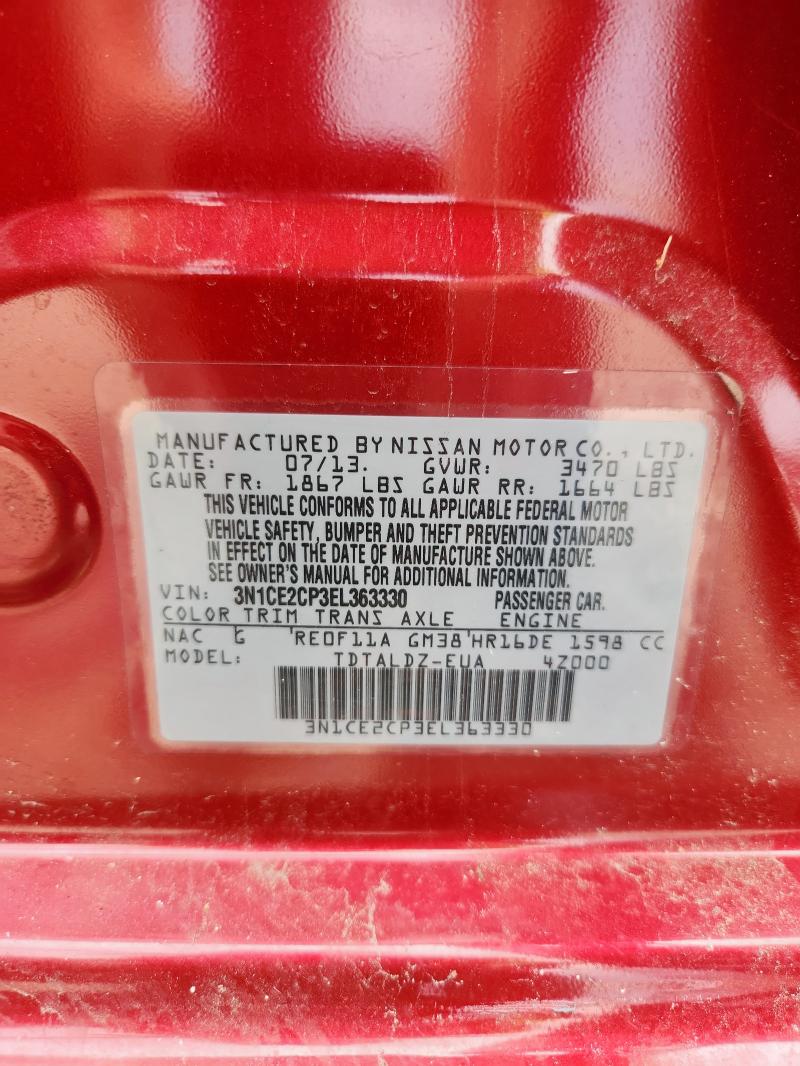 MANUFACTURED BY NISSAN MOTOR CO., LTD.
DATE: 07/13. GVWR: 3470 LBS
GAWR FR: 1867 LBS GAWR RR: 1664 LBS
THIS VEHICLE CONFORMS TO ALL APPLICABLE FEDERAL MOTOR
VEHICLE SAFETY, BUMPER AND THEFT PREVENTION STANDARDS
IN EFFECT ON THE DATE OF MANUFACTURE SHOWN ABOVE.
SEE OWNER'S MANUAL FOR ADDITIONAL INFORMATION.
VIN: 3N1CE2CP3EL363330 PASSENGER CAR.
COLOR TRIM TRANS AXLE ENGINE
NAC G RE0F11A GM38 HR16DE 1598 CC
MODEL: TDTALDZ-EUA 4Z000
3N1CE2CP3EL363330